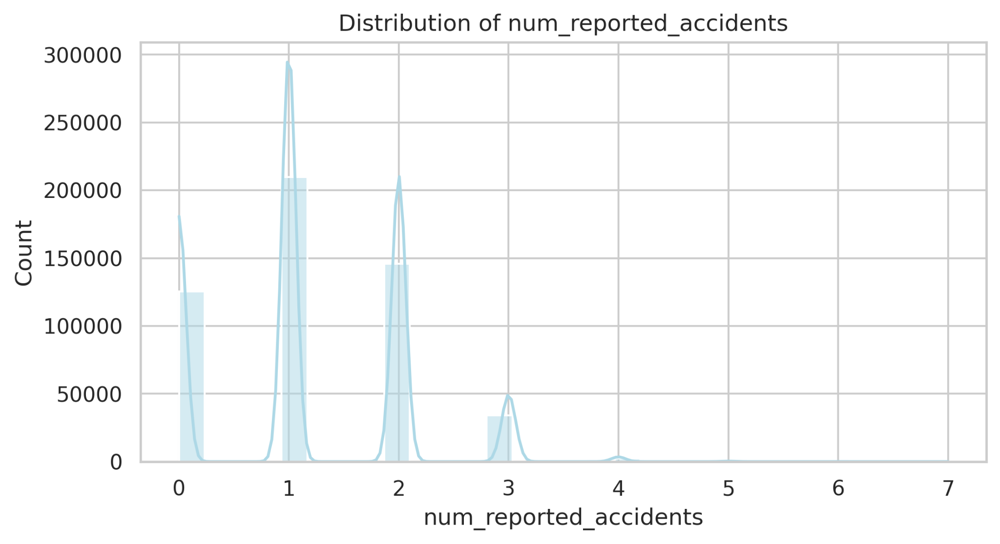 Distribution of num_reported_accidents
300000
250000
200000
150000
100000
50000
0
Count
0 1 2 3 4 5 6 7
num_reported_accidents